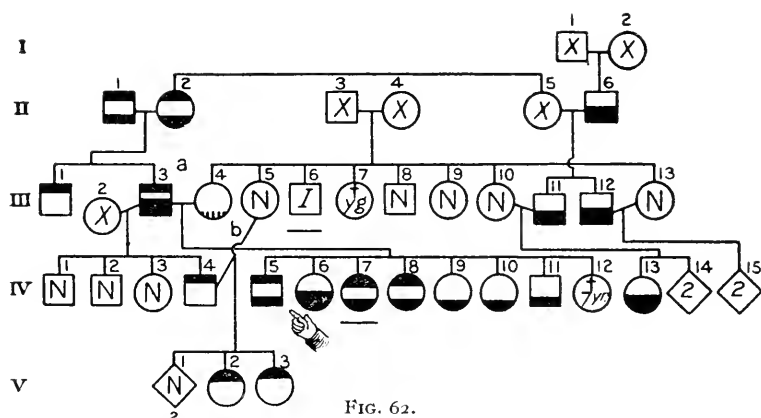 1 2
I X X
1 2 3 4 5 6
II X X X
1 a 3 4 5 6 7 8 9 10 11 12 13
III 2 X N I yg N N N N
b
1 2 3 4 5 6 7 8 9 10 11 12 13 14 15
IV N N N 7yr 2 2
1 2 3
V N
2
FIG. 62.